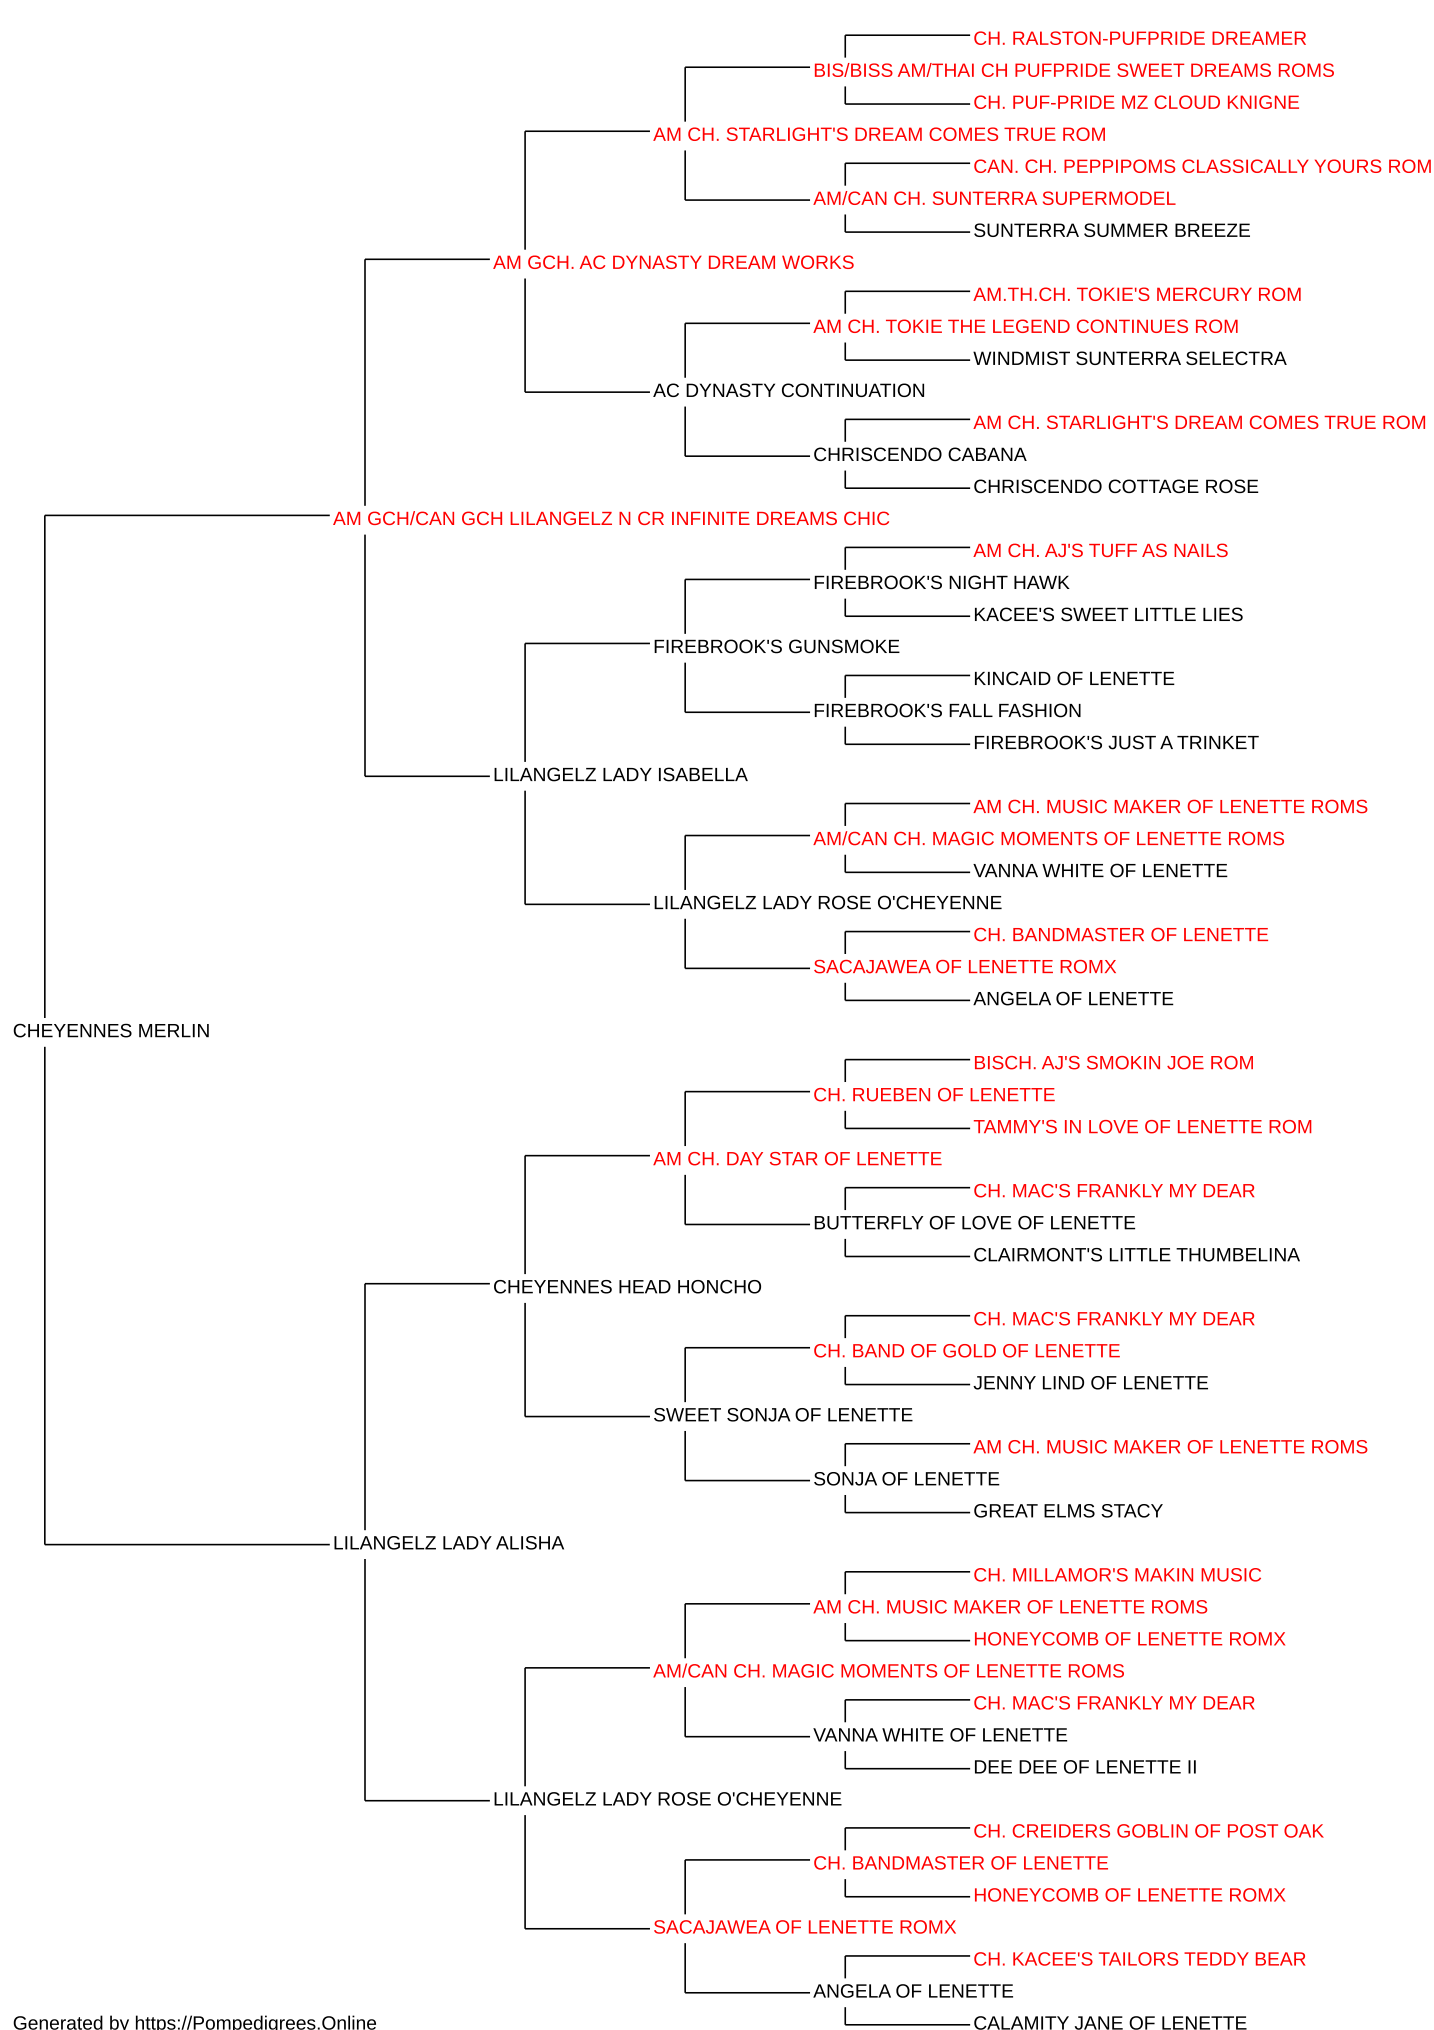 CH. RALSTON-PUFPRIDE DREAMER
BIS/BISS AM/THAI CH PUFPRIDE SWEET DREAMS ROMS
CH. PUF-PRIDE MZ CLOUD KNIGNE
AM CH. STARLIGHT'S DREAM COMES TRUE ROM
CAN. CH. PEPPIPOMS CLASSICALLY YOURS ROM
AM/CAN CH. SUNTERRA SUPERMODEL
SUNTERRA SUMMER BREEZE
AM GCH. AC DYNASTY DREAM WORKS
AM.TH.CH. TOKIE'S MERCURY ROM
AM CH. TOKIE THE LEGEND CONTINUES ROM
WINDMIST SUNTERRA SELECTRA
AC DYNASTY CONTINUATION
AM CH. STARLIGHT'S DREAM COMES TRUE ROM
CHRISCENDO CABANA
CHRISCENDO COTTAGE ROSE
AM GCH/CAN GCH LILANGELZ N CR INFINITE DREAMS CHIC
AM CH. AJ'S TUFF AS NAILS
FIREBROOK'S NIGHT HAWK
KACEE'S SWEET LITTLE LIES
FIREBROOK'S GUNSMOKE
KINCAID OF LENETTE
FIREBROOK'S FALL FASHION
FIREBROOK'S JUST A TRINKET
LILANGELZ LADY ISABELLA
AM CH. MUSIC MAKER OF LENETTE ROMS
AM/CAN CH. MAGIC MOMENTS OF LENETTE ROMS
VANNA WHITE OF LENETTE
LILANGELZ LADY ROSE O'CHEYENNE
CH. BANDMASTER OF LENETTE
SACAJAWEA OF LENETTE ROMX
ANGELA OF LENETTE
CHEYENNES MERLIN
BISCH. AJ'S SMOKIN JOE ROM
CH. RUEBEN OF LENETTE
TAMMY'S IN LOVE OF LENETTE ROM
AM CH. DAY STAR OF LENETTE
CH. MAC'S FRANKLY MY DEAR
BUTTERFLY OF LOVE OF LENETTE
CLAIRMONT'S LITTLE THUMBELINA
CHEYENNES HEAD HONCHO
CH. MAC'S FRANKLY MY DEAR
CH. BAND OF GOLD OF LENETTE
JENNY LIND OF LENETTE
SWEET SONJA OF LENETTE
AM CH. MUSIC MAKER OF LENETTE ROMS
SONJA OF LENETTE
GREAT ELMS STACY
LILANGELZ LADY ALISHA
CH. MILLAMOR'S MAKIN MUSIC
AM CH. MUSIC MAKER OF LENETTE ROMS
HONEYCOMB OF LENETTE ROMX
AM/CAN CH. MAGIC MOMENTS OF LENETTE ROMS
CH. MAC'S FRANKLY MY DEAR
VANNA WHITE OF LENETTE
DEE DEE OF LENETTE II
LILANGELZ LADY ROSE O'CHEYENNE
CH. CREIDERS GOBLIN OF POST OAK
CH. BANDMASTER OF LENETTE
HONEYCOMB OF LENETTE ROMX
SACAJAWEA OF LENETTE ROMX
CH. KACEE'S TAILORS TEDDY BEAR
ANGELA OF LENETTE
CALAMITY JANE OF LENETTE
Generated by https://Pompedigrees.Online